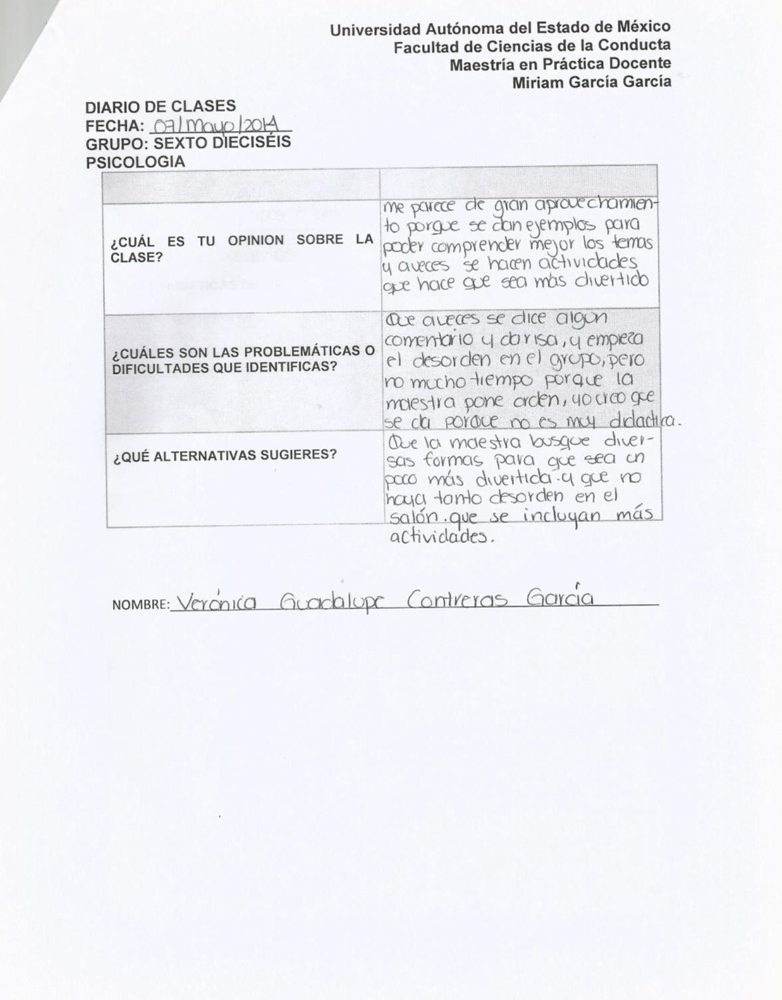 Universidad Autónoma del Estado de México
Facultad de Ciencias de la Conducta
Maestría en Práctica Docente
Miriam García García
DIARIO DE CLASES
FECHA: 07/Mayo/2014
GRUPO: SEXTO DIECISÉIS
PSICOLOGIA
¿CUÁL ES TU OPINION SOBRE LA
CLASE?
me parece de gran aprovechamien-
to porque se dan ejemplos para
poder comprender mejor los temas
y aveces se hacen actividades
que hace que sea más divertido
¿CUÁLES SON LAS PROBLEMÁTICAS O
DIFICULTADES QUE IDENTIFICAS?
Que aveces se dice algun
comentario y da risa, y empieza
el desorden en el grupo, pero
no mucho tiempo porque la
maestra pone orden, yo creo que
se da porque no es muy didactica.
¿QUÉ ALTERNATIVAS SUGIERES?
Que la maestra busque diver-
sas formas para que sea un
poco más divertida y que no
haya tanto desorden en el
salón. que se incluyan más
actividades.
NOMBRE: Verónica Guadalupe Contreras García